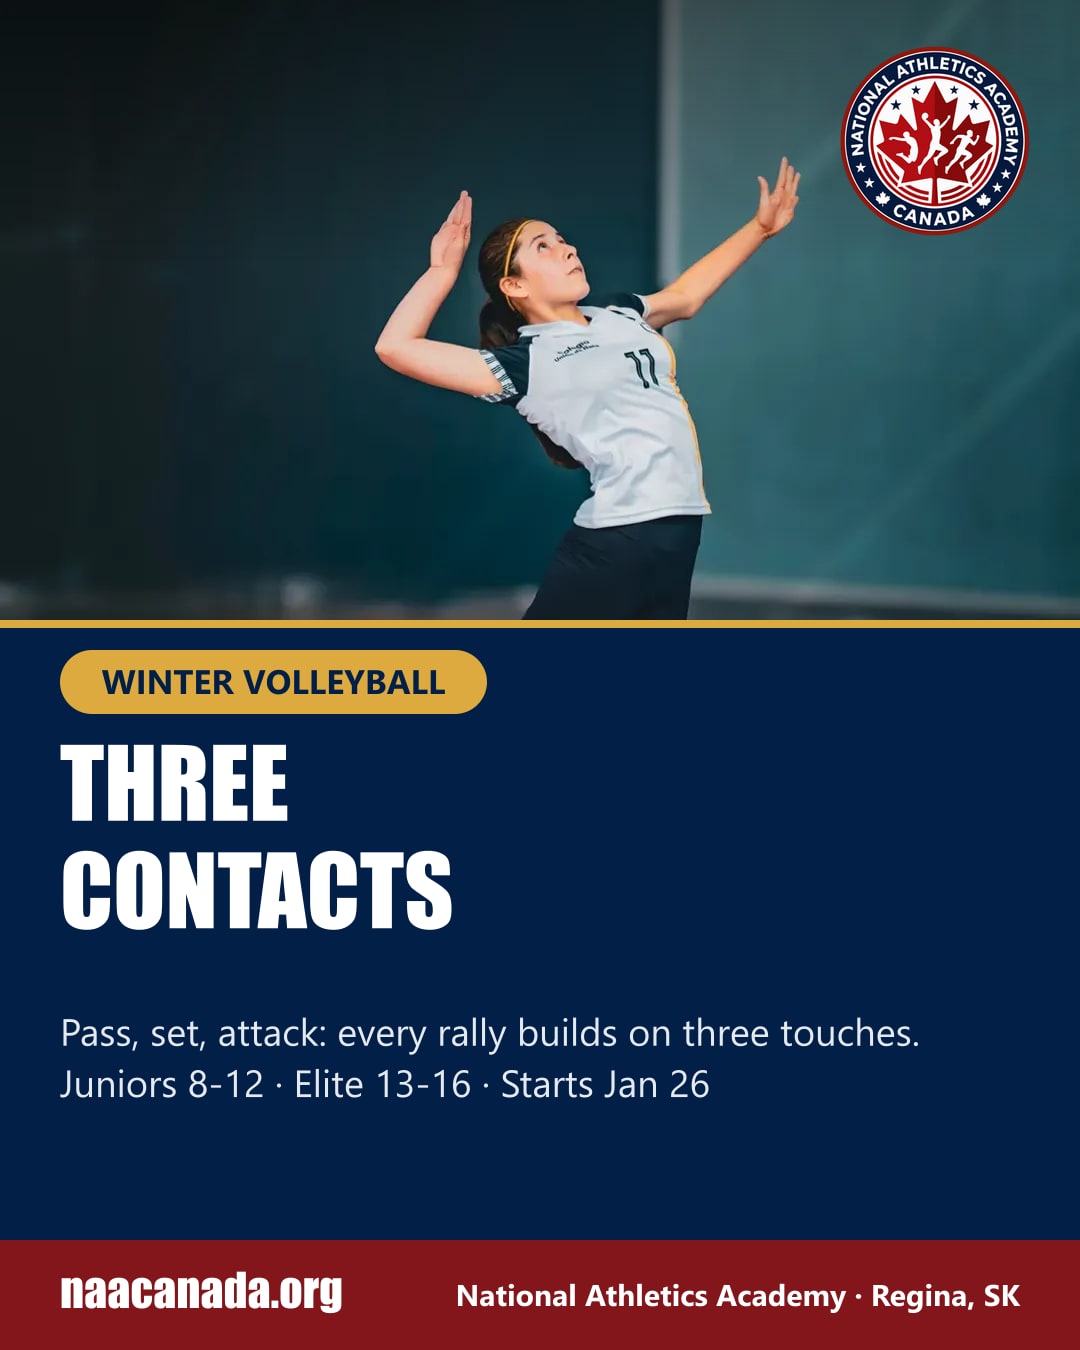 NATIONAL ATHLETICS ACADEMY
CANADA
11
WINTER VOLLEYBALL
THREE
CONTACTS
Pass, set, attack: every rally builds on three touches.
Juniors 8-12 · Elite 13-16 · Starts Jan 26
naacanada.org
National Athletics Academy · Regina, SK